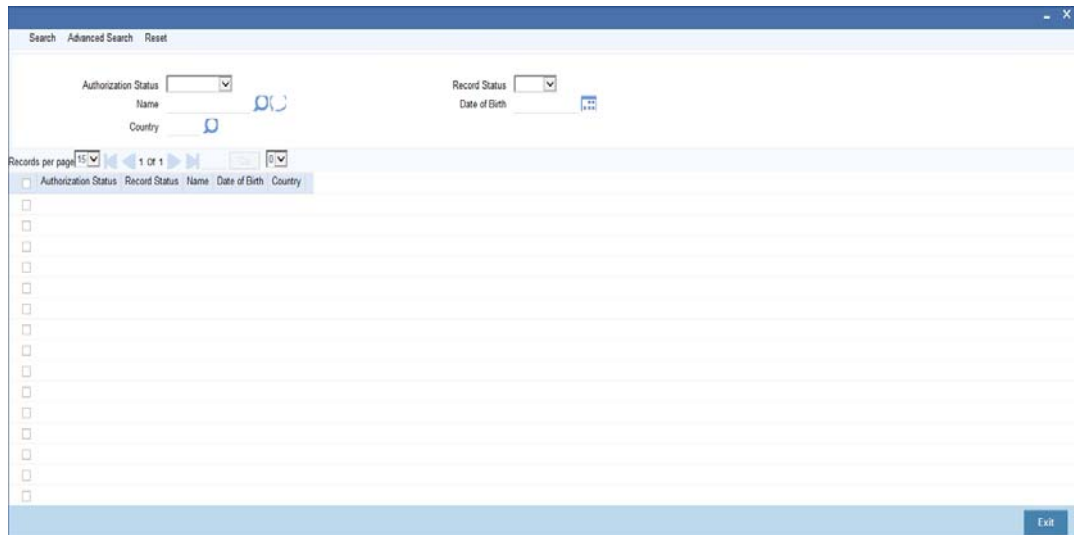 Search Advanced Search Reset
Authorization Status Record Status
Name Date of Birth
Country
Records per page 15 1 Of 1 0
Authorization Status Record Status Name Date of Birth Country
Exit